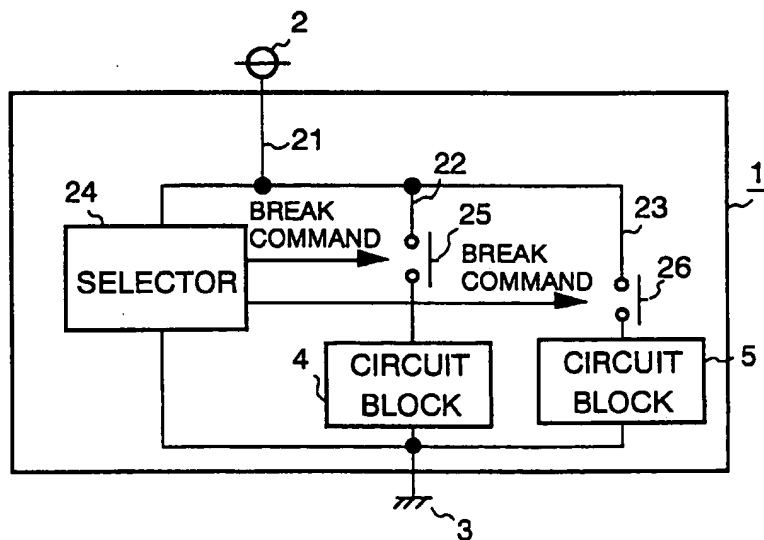 2
21
22
1
24
BREAK
COMMAND
25
23
BREAK
COMMAND
26
SELECTOR
4
CIRCUIT
BLOCK
CIRCUIT
BLOCK
5
3